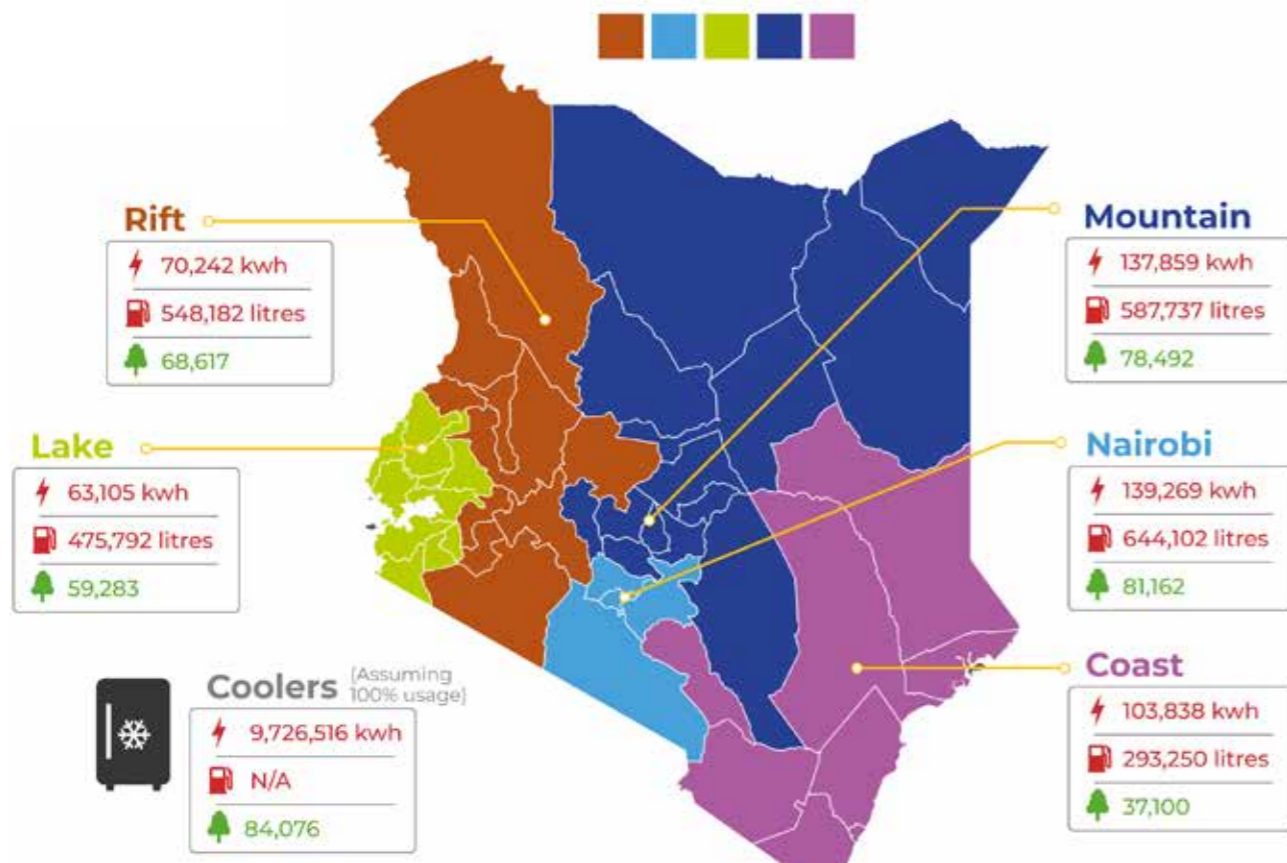 Rift
70,242 kwh
548,182 litres
68,617
Lake
63,105 kwh
475,792 litres
59,283
Coolers (Assuming
100% usage)
9,726,516 kwh
N/A
84,076
Mountain
137,859 kwh
587,737 litres
78,492
Nairobi
139,269 kwh
644,102 litres
81,162
Coast
103,838 kwh
293,250 litres
37,100